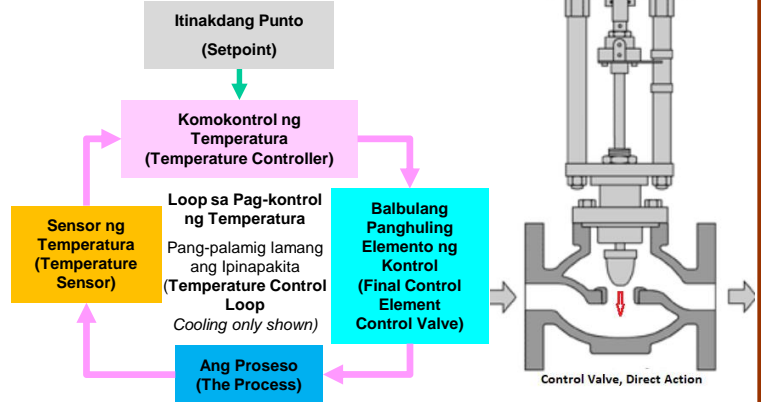 Itinakdang Punto
(Setpoint)
Komokontrol ng
Temperatura
(Temperature Controller)
Loop sa Pag-kontrol
ng Temperatura
Pang-palamig lamang
ang Ipinapakita
(Temperature Control
Loop
Cooling only shown)
Sensor ng
Temperatura
(Temperature
Sensor)
Balbulang
Panghuling
Elemento ng
Kontrol
(Final Control
Element
Control Valve)
Ang Proseso
(The Process)
Control Valve, Direct Action